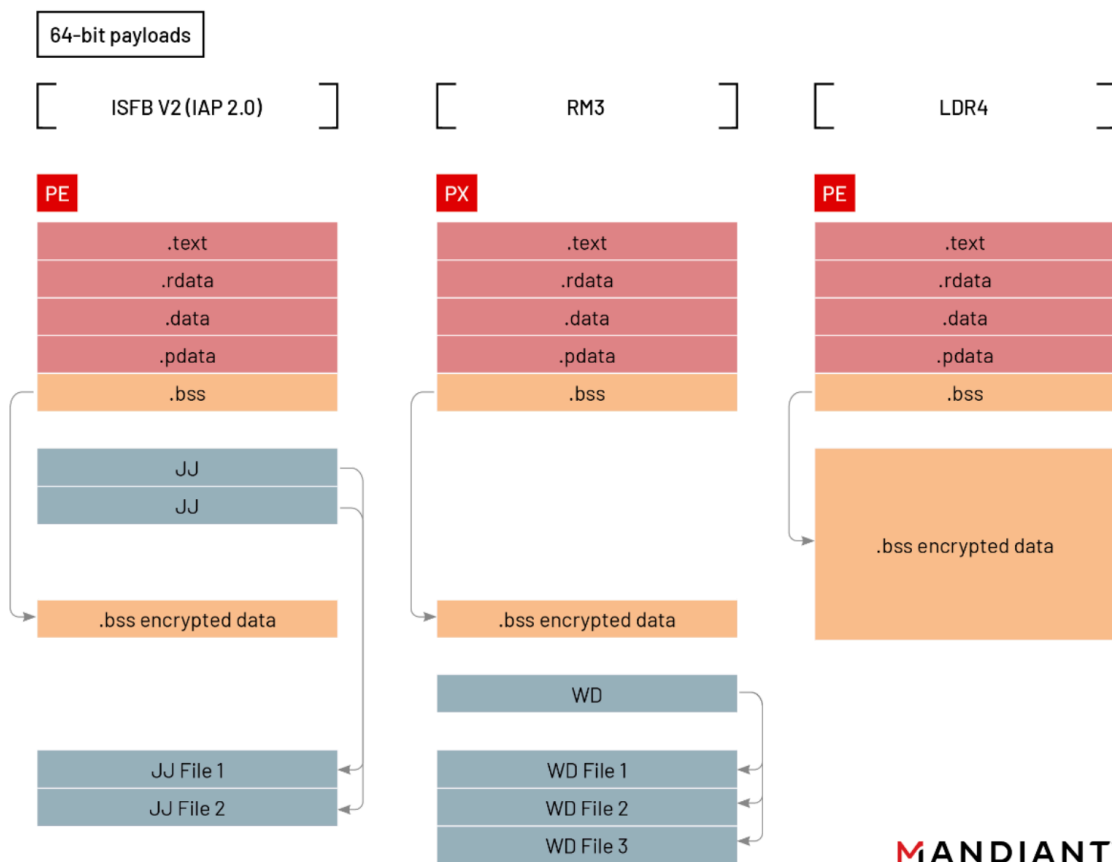 64-bit payloads
ISFB V2 (IAP 2.0)
RM3
LDR4
PE
.text
.rdata
.data
.pdata
.bss
JJ
JJ
.bss encrypted data
JJ File 1
JJ File 2
PX
.text
.rdata
.data
.pdata
.bss
.bss encrypted data
WD
WD File 1
WD File 2
WD File 3
PE
.text
.rdata
.data
.pdata
.bss
.bss encrypted data
MANDIANT